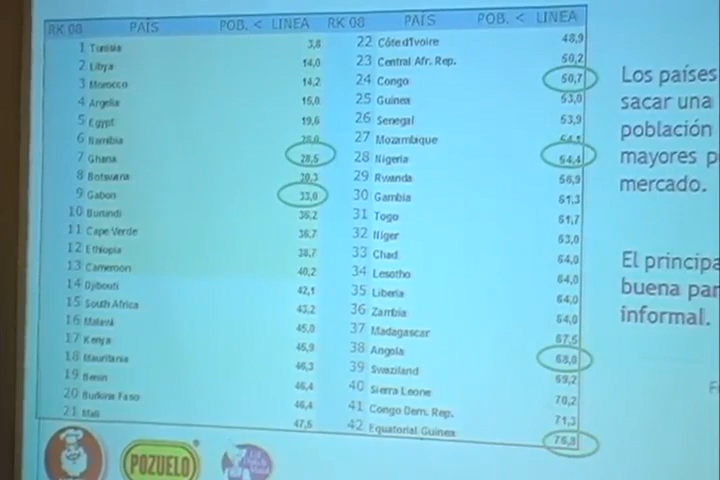 RK 08 PAÍS POB. < LINEA RK 08 PAÍS POB. < LINEA
1 Tunisia 3,8 22 Côte d'Ivoire 48,9
2 Libya 14,0 23 Central Afr. Rep. 50,2
3 Morocco 14,2 24 Congo 50,7
4 Argelia 15,0 25 Guinea 53,0
5 Egypt 19,6 26 Senegal 53,9
6 Namibia 28,0 27 Mozambique 54,1
7 Ghana 28,5 28 Nigeria 54,4
8 Botswana 30,3 29 Rwanda 56,9
9 Gabon 33,0 30 Gambia 61,3
10 Burundi 36,2 31 Togo 61,7
11 Cape Verde 36,7 32 Niger 63,0
12 Ethiopia 38,7 33 Chad 64,0
13 Cameroon 40,2 34 Lesotho 64,0
14 Djibouti 42,1 35 Liberia 64,0
15 South Africa 43,2 36 Zambia 64,0
16 Malawi 45,0 37 Madagascar 67,5
17 Kenya 45,9 38 Angola 68,0
18 Mauritania 46,3 39 Swaziland 69,2
19 Benin 46,4 40 Sierra Leone 70,2
20 Burkina Faso 46,4 41 Congo Dem. Rep. 71,3
21 Mali 47,5 42 Equatorial Guinea 76,8
Los países
sacar una
población
mayores p
mercado.
El principa
buena par
informal.
POZUELO